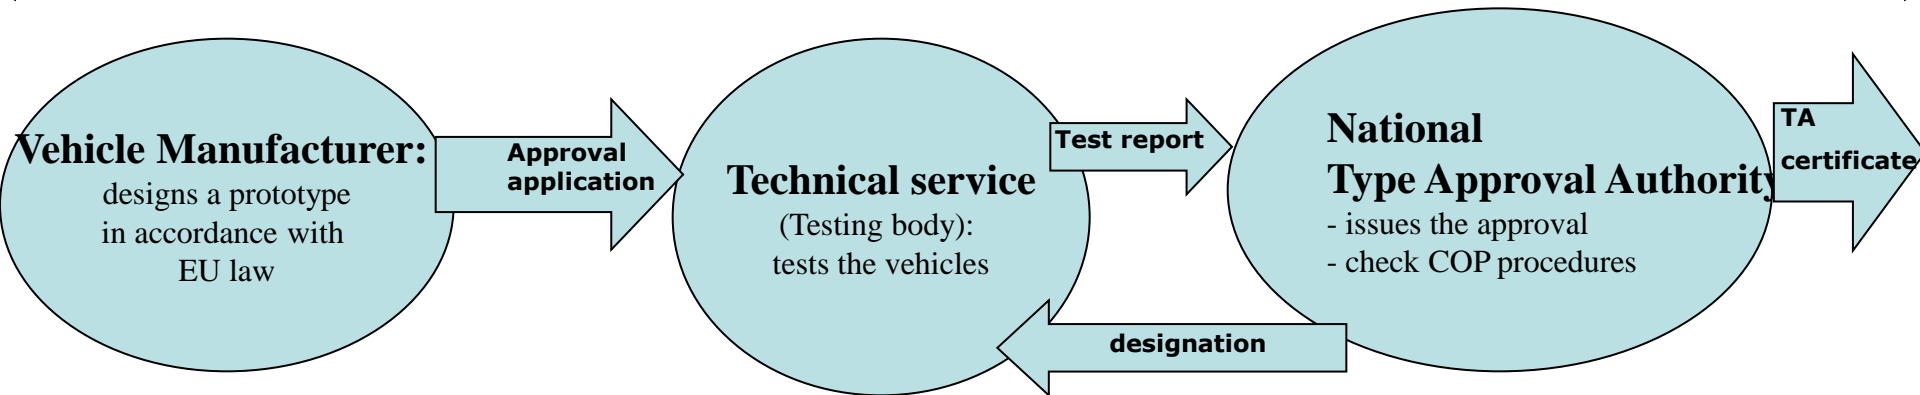 Vehicle Manufacturer:
designs a prototype
in accordance with
EU law
Approval
application
Technical service
(Testing body):
tests the vehicles
Test report
designation
National
Type Approval Authority
- issues the approval
- check COP procedures
TA
certificate